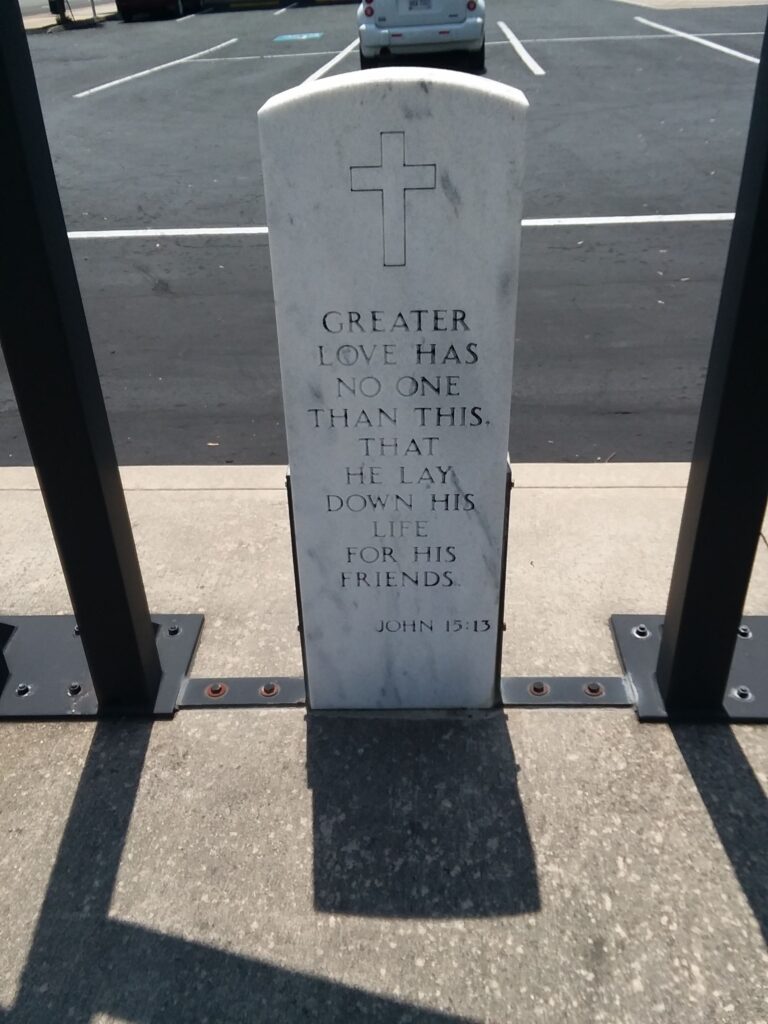 GREATER
LOVE HAS
NO ONE
THAN THIS,
THAT
HE LAY
DOWN HIS
LIFE
FOR HIS
FRIENDS.
JOHN 15:13